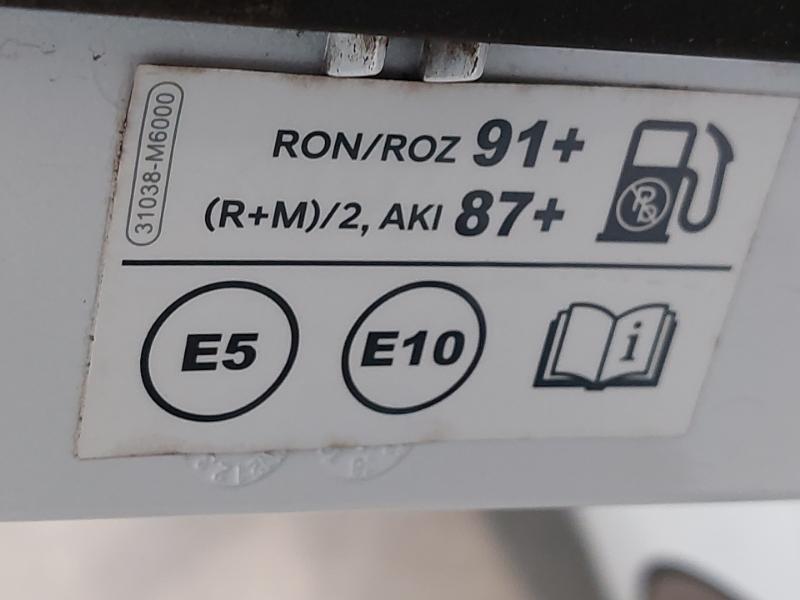 31038-M6000
RON/ROZ 91+
(R+M)/2, AKI 87+
Pb
E5 E10 i